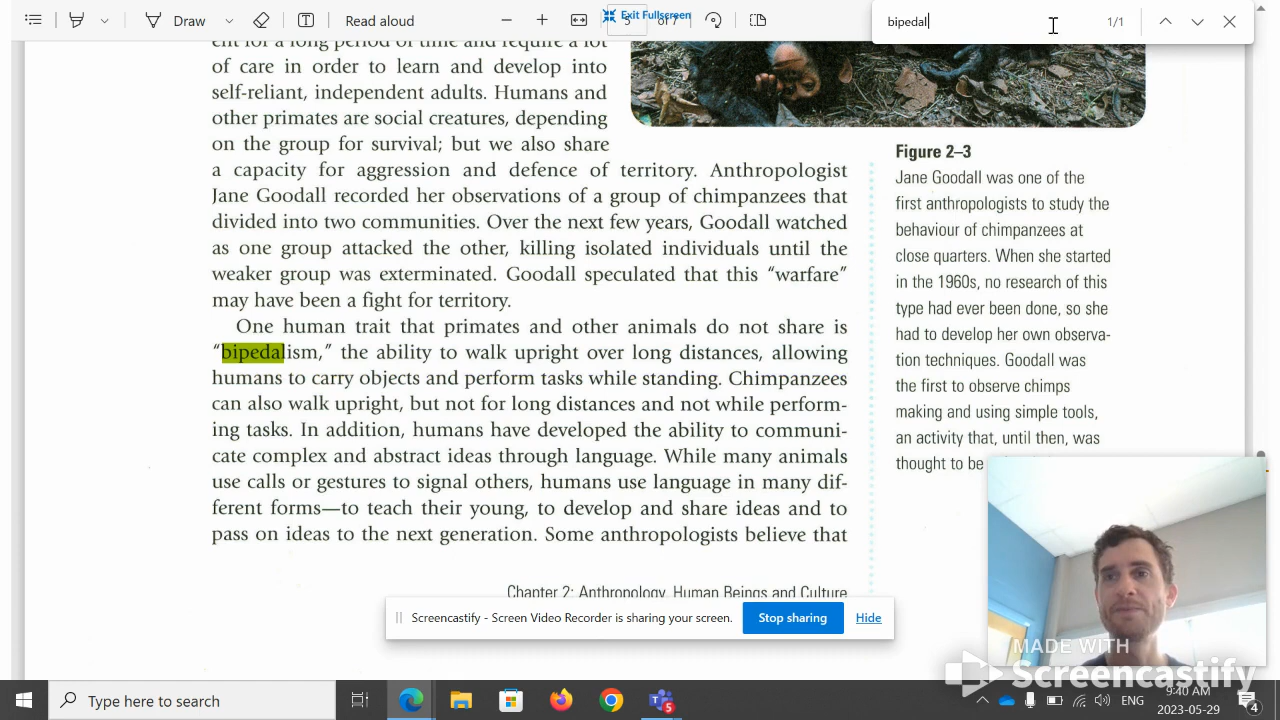 Draw
Read aloud
Exit Fullscreen
5 of 7
bipedal
1/1
ent for a long period of time and require a lot
of care in order to learn and develop into
self-reliant, independent adults. Humans and
other primates are social creatures, depending
on the group for survival; but we also share
a capacity for aggression and defence of territory. Anthropologist
Jane Goodall recorded her observations of a group of chimpanzees that
divided into two communities. Over the next few years, Goodall watched
as one group attacked the other, killing isolated individuals until the
weaker group was exterminated. Goodall speculated that this “warfare”
may have been a fight for territory.
One human trait that primates and other animals do not share is
“bipedalism,” the ability to walk upright over long distances, allowing
humans to carry objects and perform tasks while standing. Chimpanzees
can also walk upright, but not for long distances and not while perform-
ing tasks. In addition, humans have developed the ability to communi-
cate complex and abstract ideas through language. While many animals
use calls or gestures to signal others, humans use language in many dif-
ferent forms—to teach their young, to develop and share ideas and to
pass on ideas to the next generation. Some anthropologists believe that
Chapter 2: Anthropology, Human Beings and Culture
Figure 2–3
Jane Goodall was one of the
first anthropologists to study the
behaviour of chimpanzees at
close quarters. When she started
in the 1960s, no research of this
type had ever been done, so she
had to develop her own observa-
tion techniques. Goodall was
the first to observe chimps
making and using simple tools,
an activity that, until then, was
thought to be
Screencastify - Screen Video Recorder is sharing your screen.
Stop sharing
Hide
MADE WITH
Screencastify
Type here to search
5
ENG
9:40 AM
2023-05-29
4